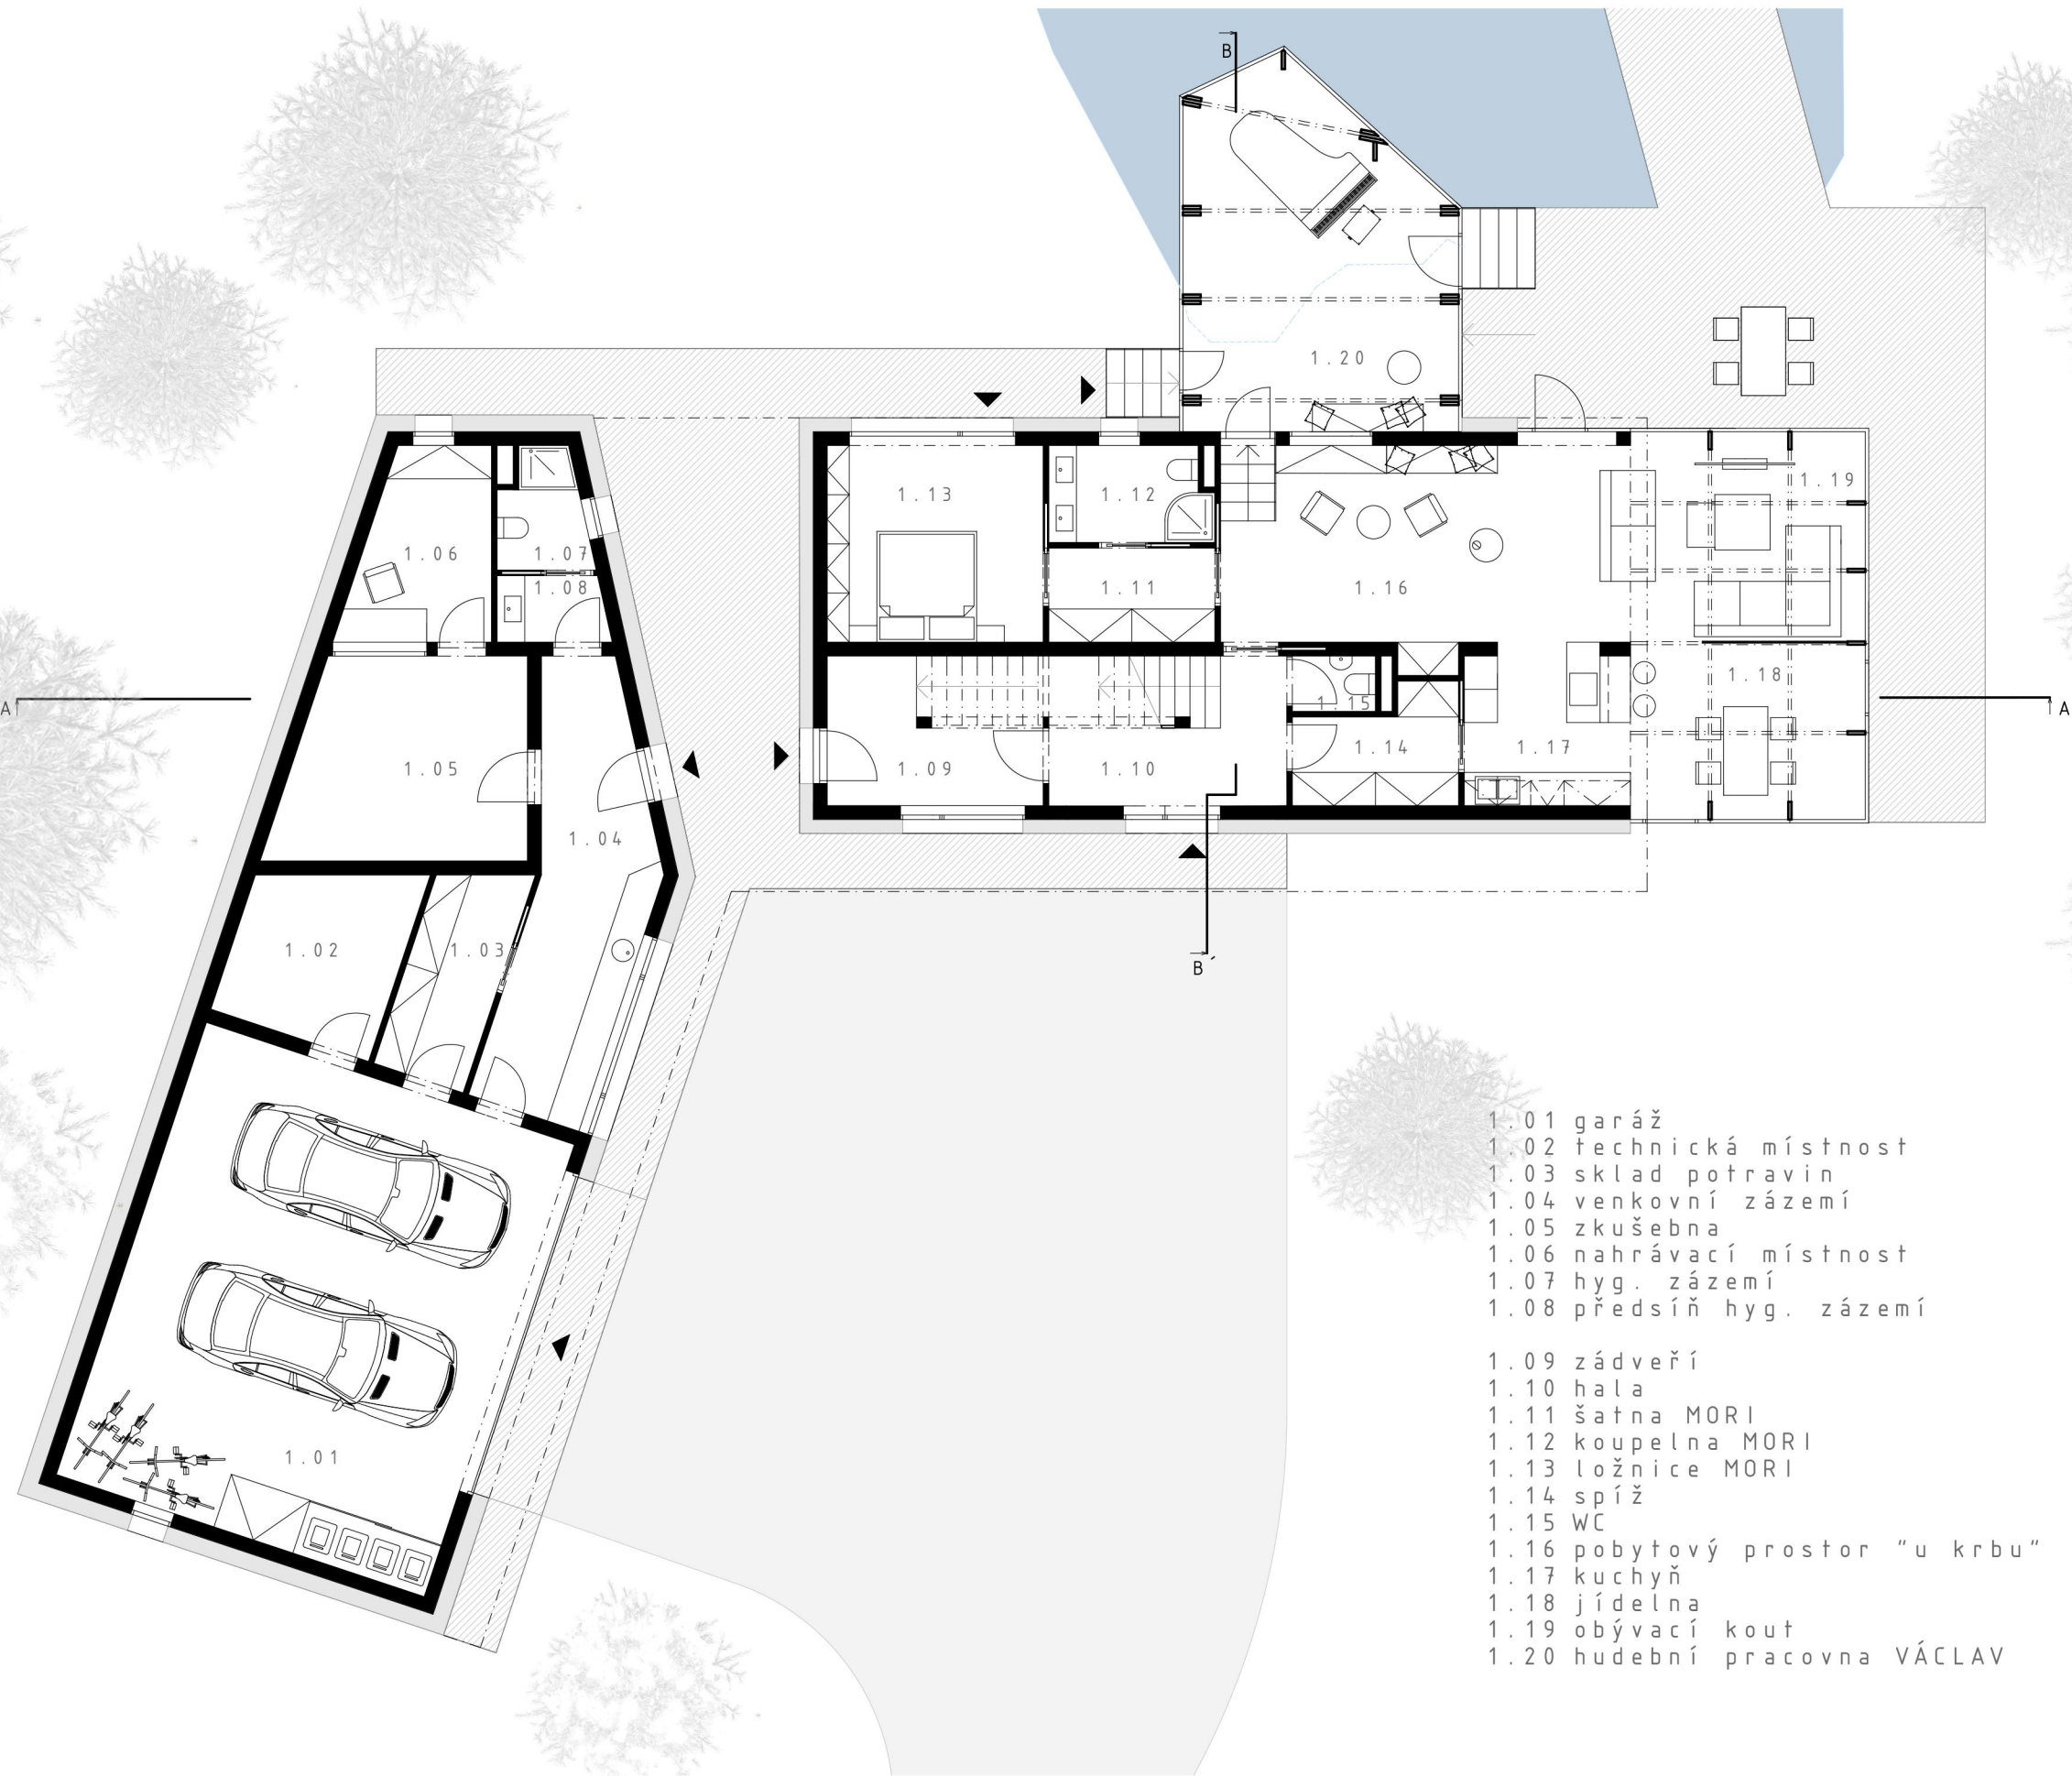 B
1.20
1.13
1.12
1.19
1.06
1.07
1.08
1.11
1.16
1.18
A
1.15
A
1.05
1.09
1.10
1.14
1.17
1.04
1.02
1.03
B´
1.01
1.01 garáž
1.02 technická místnost
1.03 sklad potravin
1.04 venkovní zázemí
1.05 zkušebna
1.06 nahrávací místnost
1.07 hyg. zázemí
1.08 předsíň hyg. zázemí
1.09 zádveří
1.10 hala
1.11 šatna MORI
1.12 koupelna MORI
1.13 ložnice MORI
1.14 spíž
1.15 WC
1.16 pobytový prostor "u krbu"
1.17 kuchyň
1.18 jídelna
1.19 obývací kout
1.20 hudební pracovna VÁCLAV